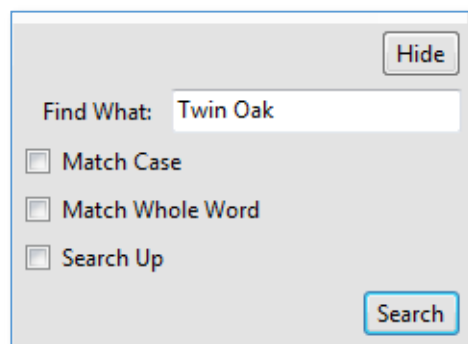 Hide
Find What: Twin Oak
Match Case
Match Whole Word
Search Up
Search